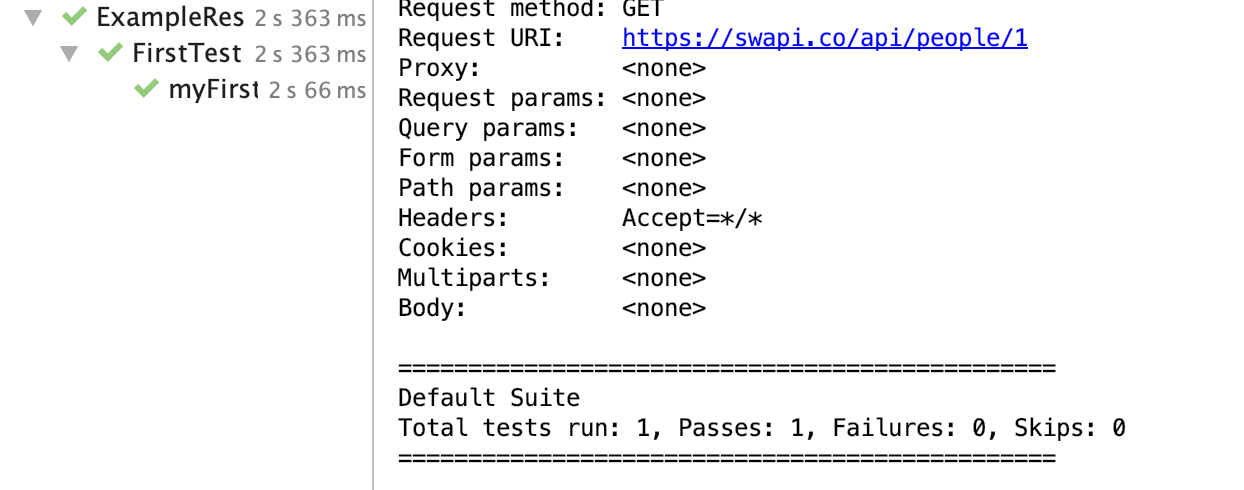 ExampleRes 2 s 363 ms
FirstTest 2 s 363 ms
myFirst 2 s 66 ms
Request method: GET
Request URI: https://swapi.co/api/people/1
Proxy: <none>
Request params: <none>
Query params: <none>
Form params: <none>
Path params: <none>
Headers: Accept=*/*
Cookies: <none>
Multiparts: <none>
Body: <none>
===============================================
Default Suite
Total tests run: 1, Passes: 1, Failures: 0, Skips: 0
===============================================